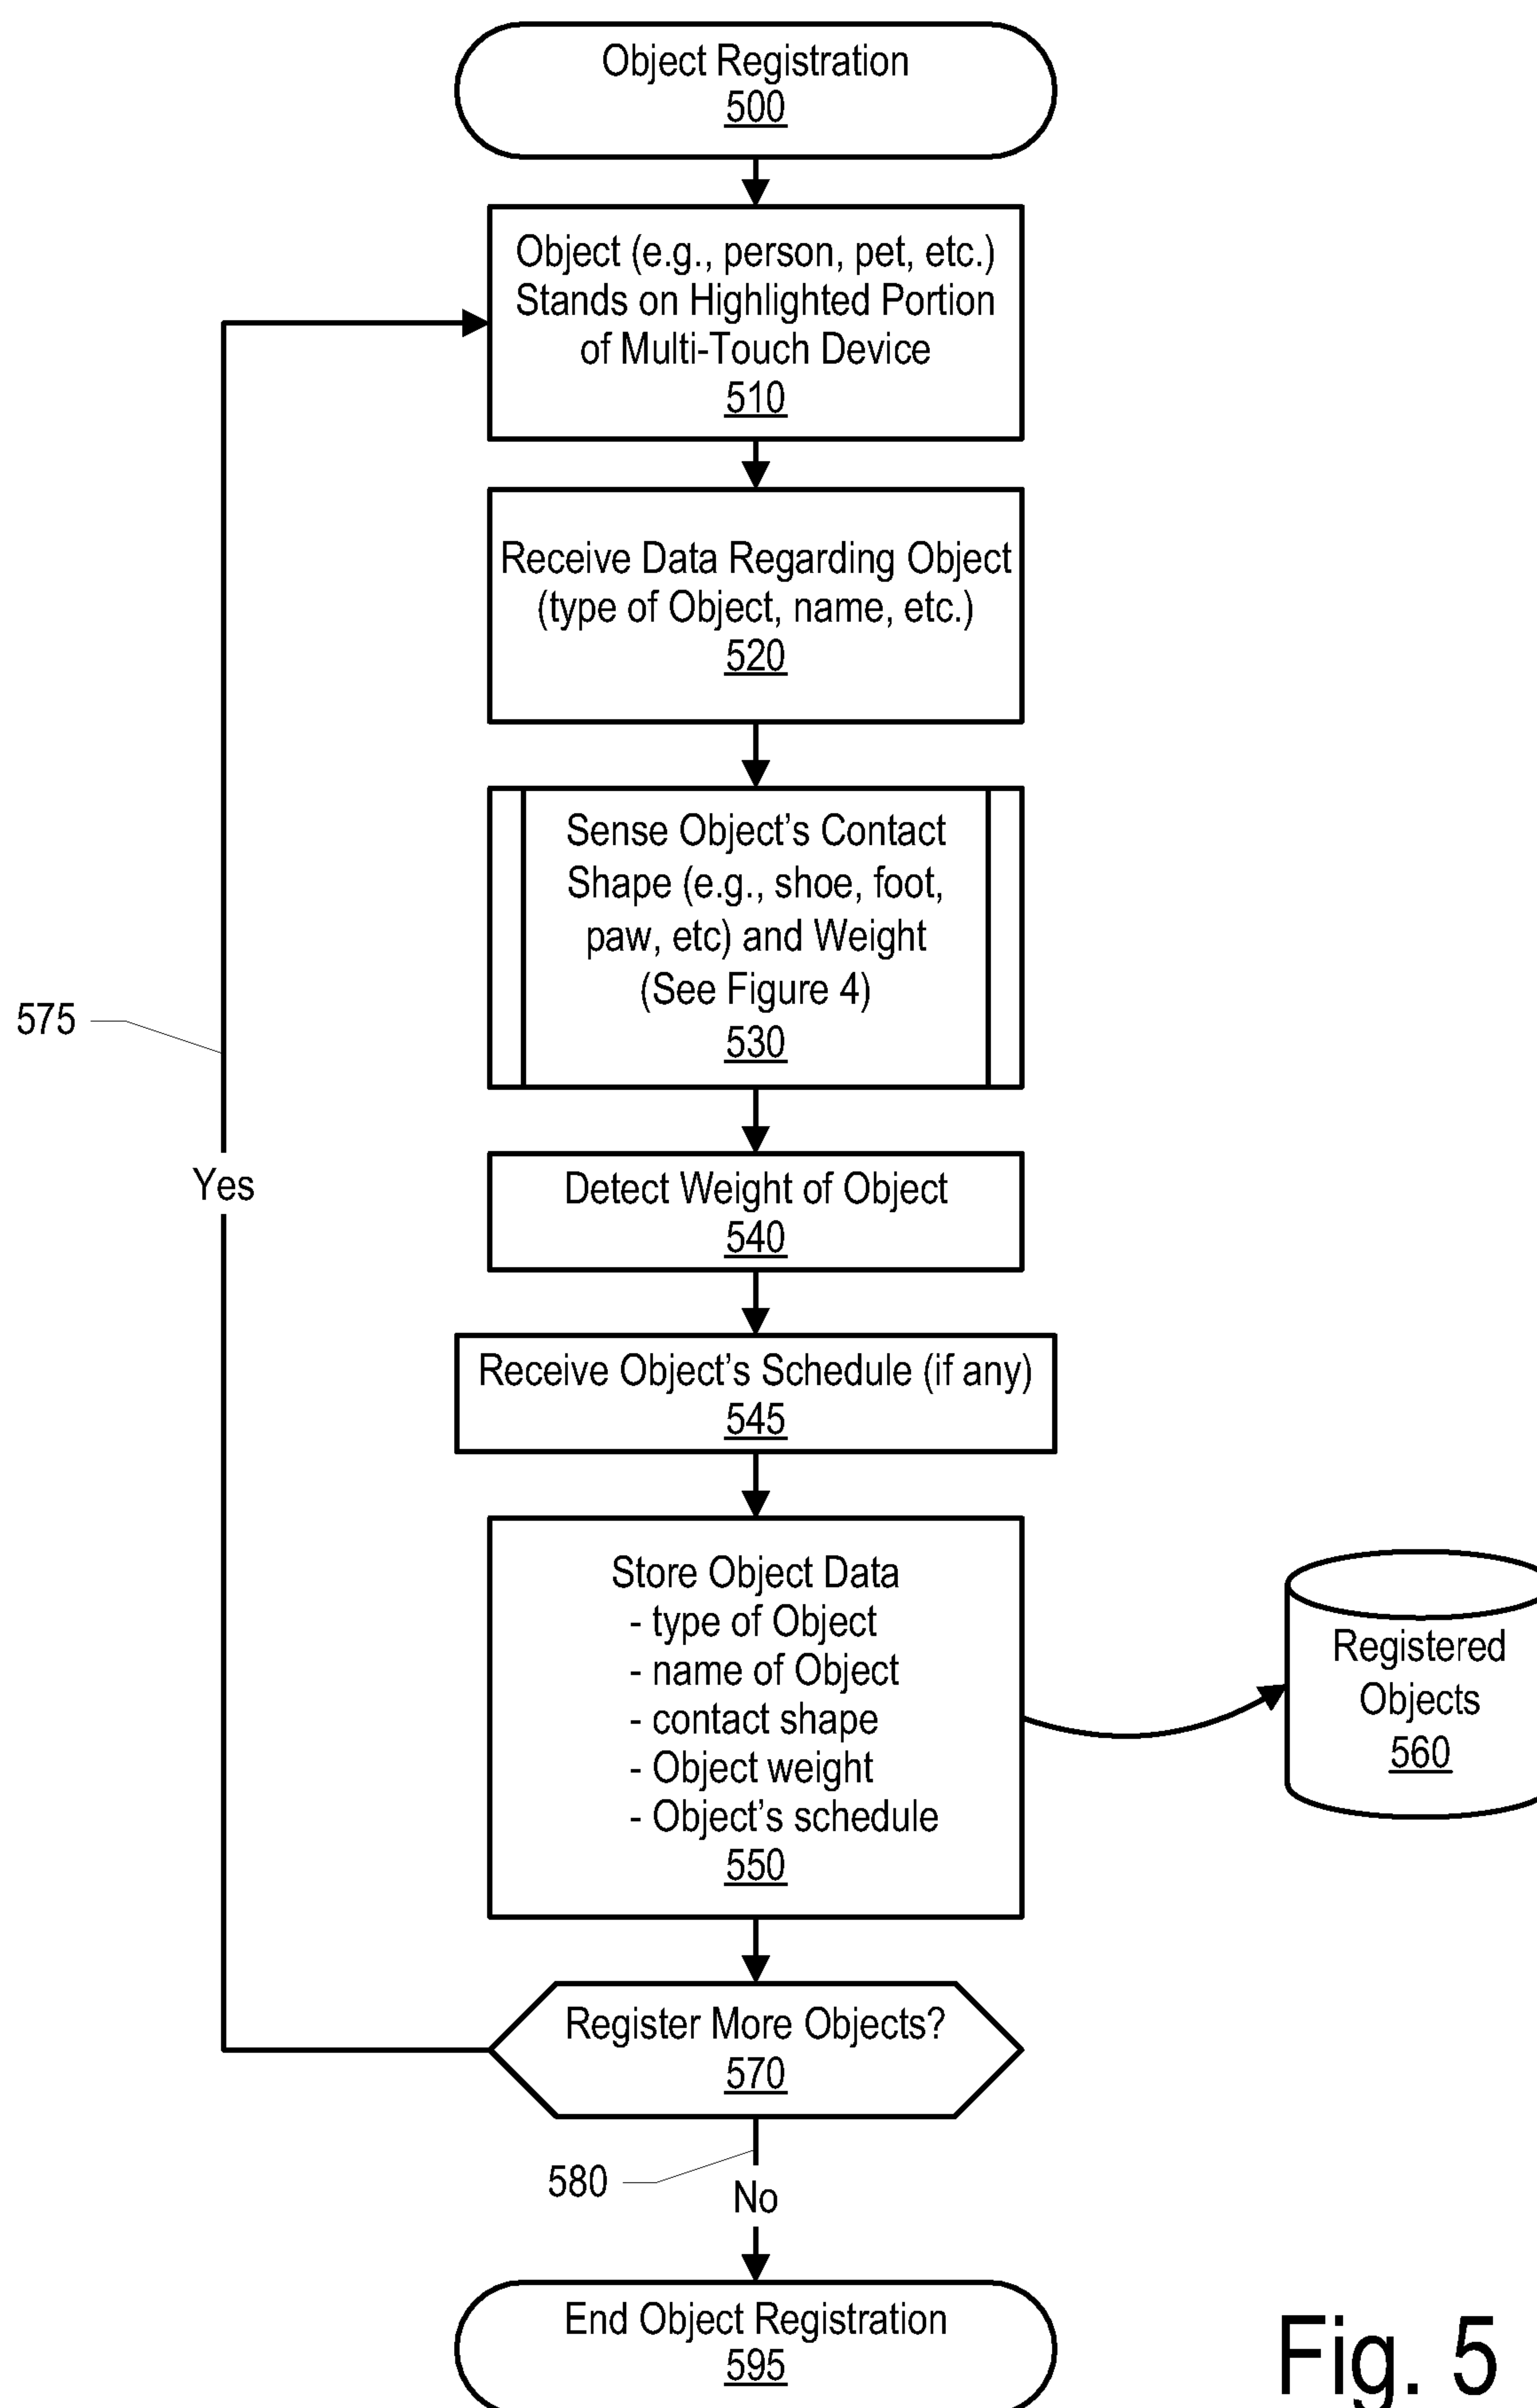 Object Registration
500
Object (e.g., person, pet, etc.)
Stands on Highlighted Portion
of Multi-Touch Device
510
Receive Data Regarding Object
(type of Object, name, etc.)
520
Sense Object's Contact
Shape (e.g., shoe, foot,
paw, etc) and Weight
(See Figure 4)
530
575
Yes
Detect Weight of Object
540
Receive Object's Schedule (if any)
545
Store Object Data
- type of Object
- name of Object
- contact shape
- Object weight
- Object's schedule
550
Registered
Objects
560
Register More Objects?
570
580
No
End Object Registration
595
Fig. 5